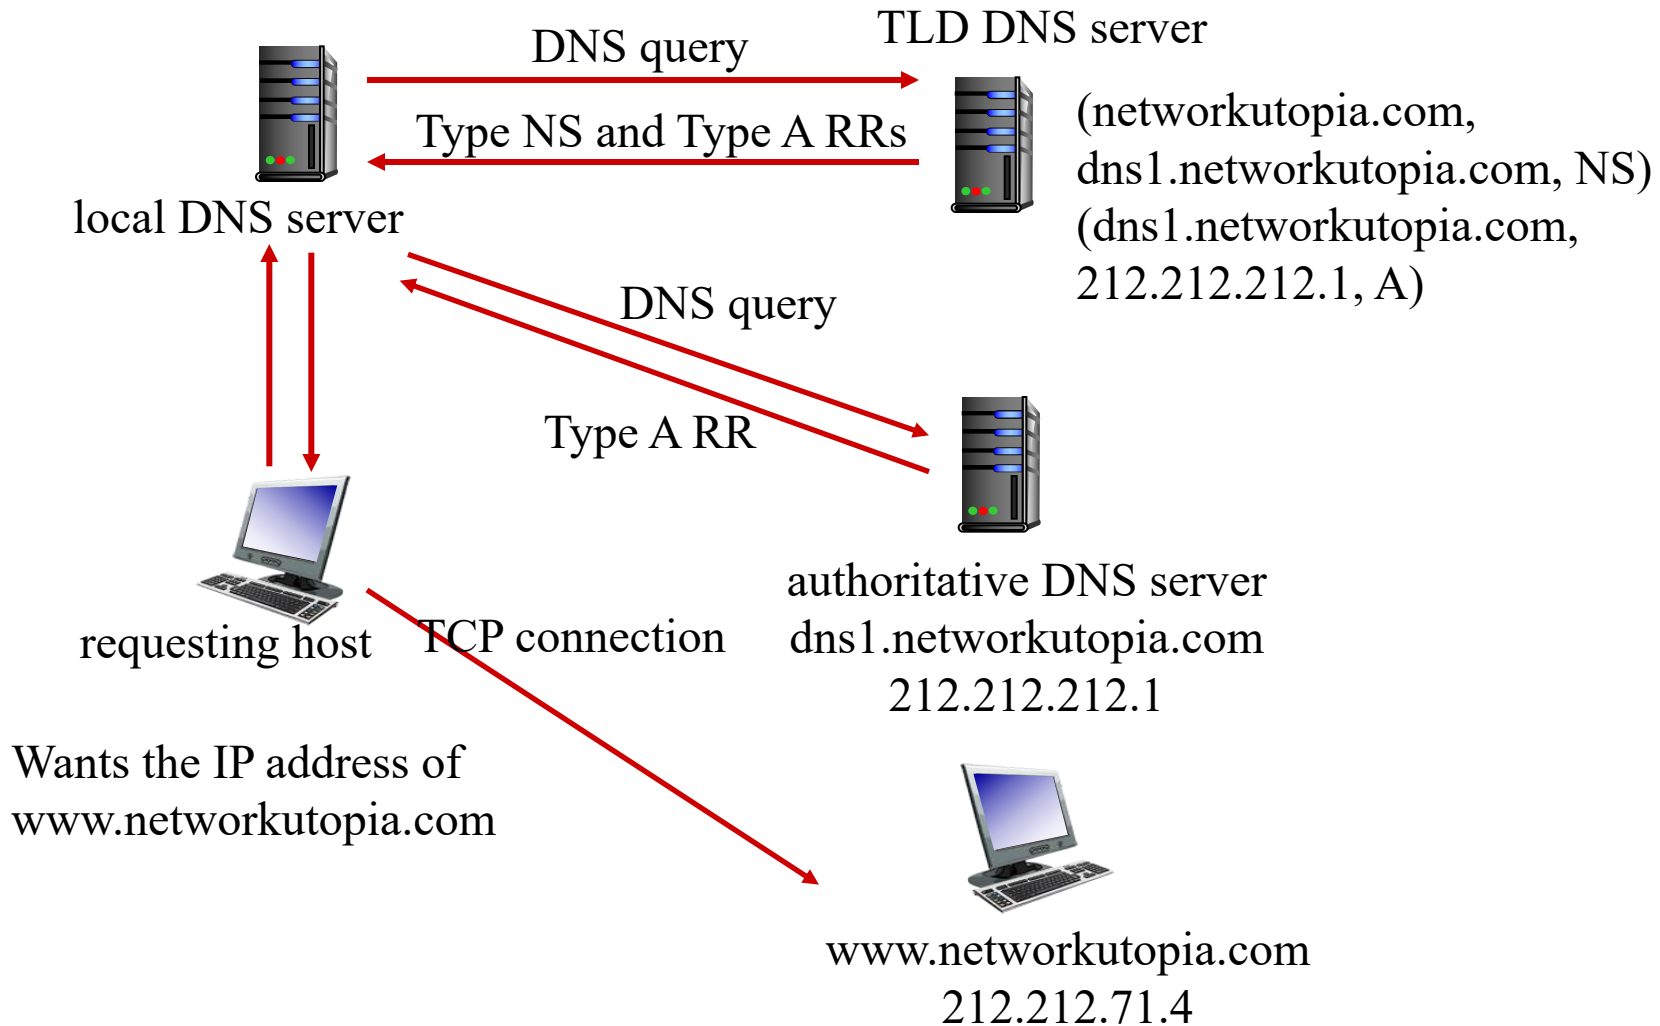 DNS query
TLD DNS server
Type NS and Type A RRs
(networkutopia.com,
dns1.networkutopia.com, NS)
(dns1.networkutopia.com,
212.212.212.1, A)
local DNS server
DNS query
Type A RR
authoritative DNS server
dns1.networkutopia.com
212.212.212.1
requesting host
TCP connection
Wants the IP address of
www.networkutopia.com
www.networkutopia.com
212.212.71.4